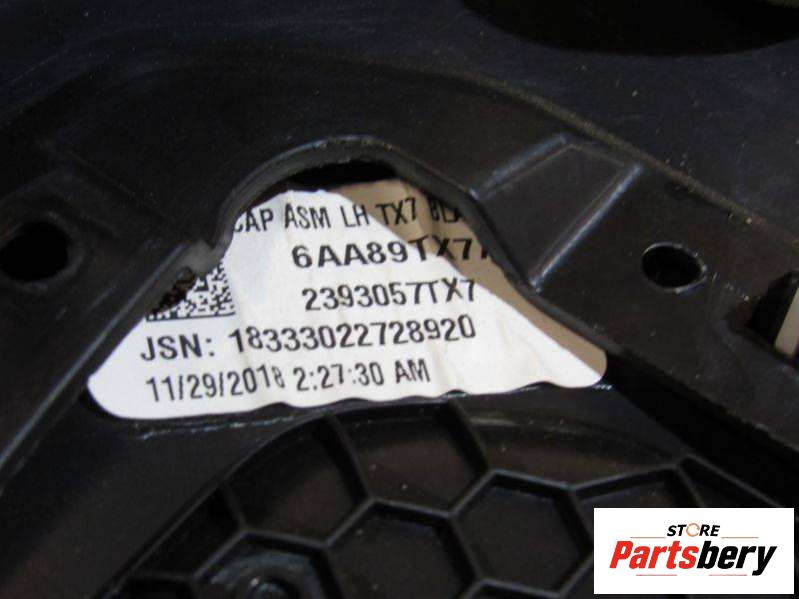 CAP ASM LH TX7
6AA89TX7
2393057TX7
JSN: 18333022728920
11/29/2018 2:27:30 AM
STORE
Partsbery